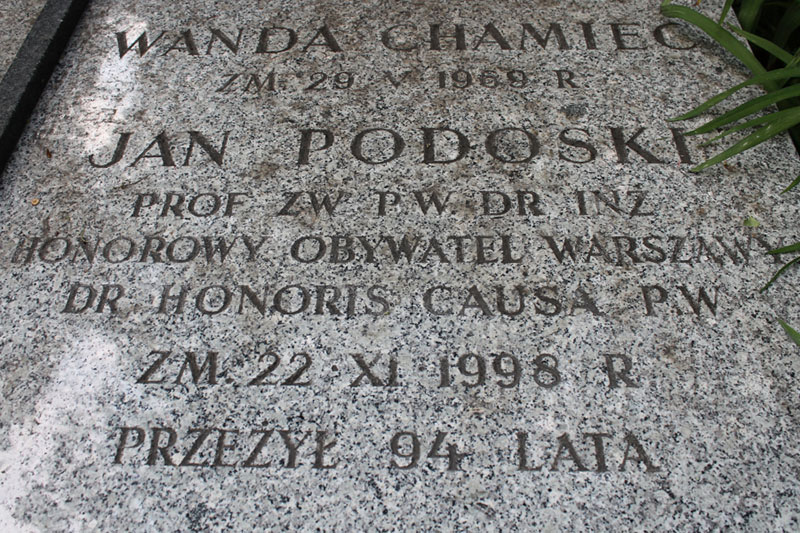 WANDA CHAMIEC
ZM. 29 V 1969 R.
JAN PODOSKI
PROF ZW P.W. DR INŻ
HONOROWY OBYWATEL WARSZAWY
DR HONORIS CAUSA P.W
ZM. 22 XI 1998 R
PRZEŻYŁ 94 LATA